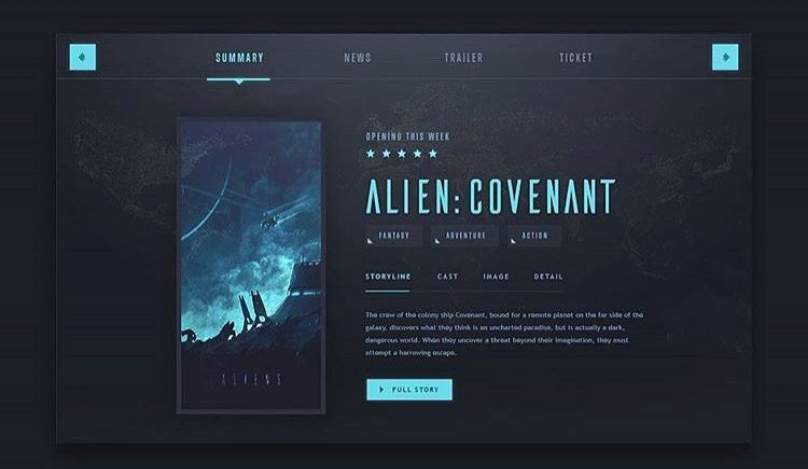 SUMMARY NEWS TRAILER TICKET
OPENING THIS WEEK
ALIEN: COVENANT
FANTASY ADVENTURE ACTION
STORYLINE CAST IMAGE DETAIL
The crew of the colony ship Covenant, bound for a remote planet on the far side of the
galaxy, discovers what they think is an uncharted paradise, but is actually a dark,
dangerous world. When they uncover a threat beyond their imagination, they must
attempt a harrowing escape.
FULL STORY
ALIENS